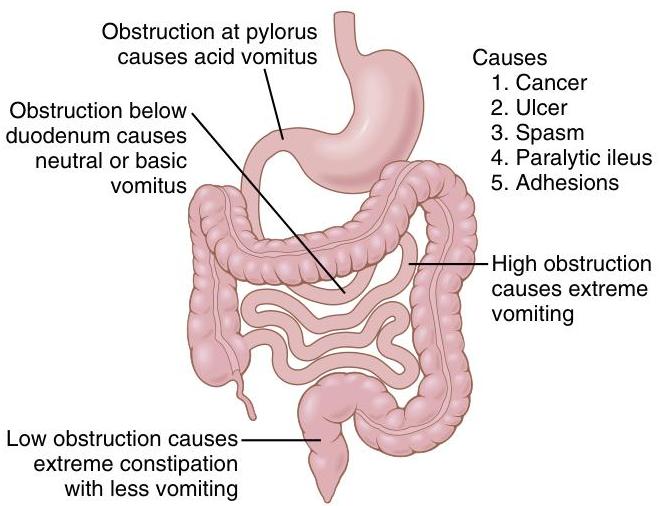 Obstruction at pylorus
causes acid vomitus
Causes
1. Cancer
2. Ulcer
3. Spasm
4. Paralytic ileus
5. Adhesions
Obstruction below
duodenum causes
neutral or basic
vomitus
High obstruction
causes extreme
vomiting
Low obstruction causes
extreme constipation
with less vomiting